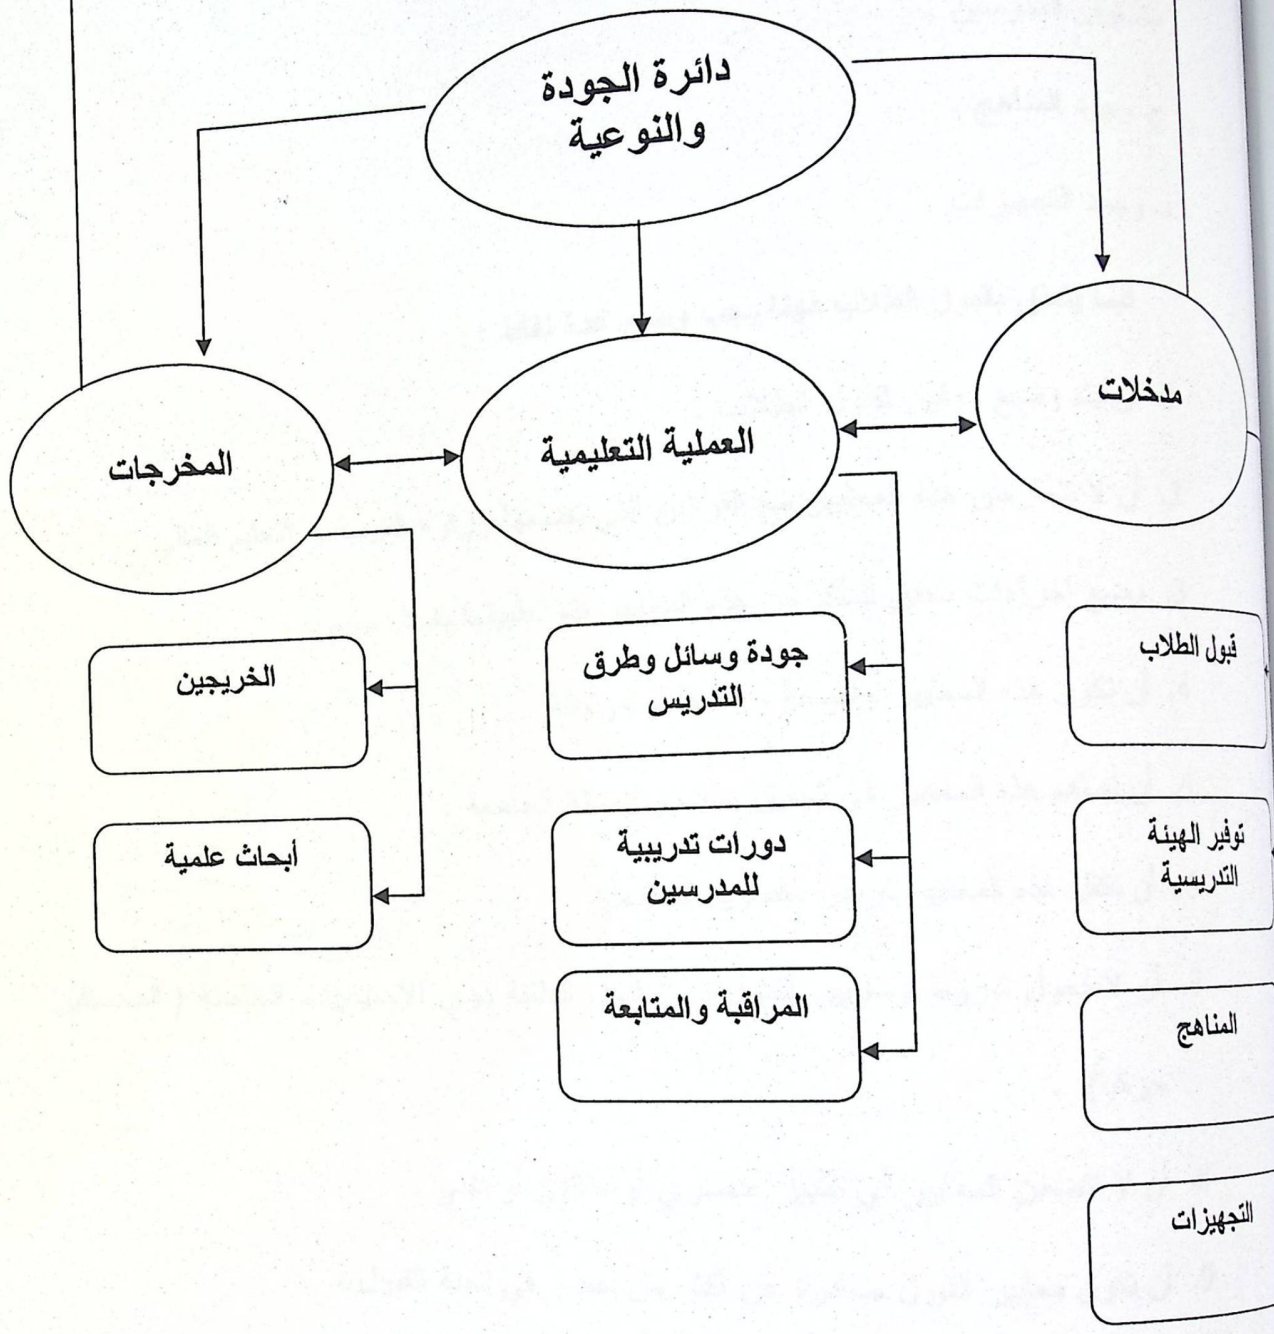 دائرة الجودة
والنوعية
مدخلات
العملية التعليمية
المخرجات
قبول الطلاب
توفير الهيئة
التدريسية
المناهج
التجهيزات
جودة وسائل وطرق
التدريس
دورات تدريبية
للمدرسين
المراقبة والمتابعة
الخريجين
أبحاث علمية